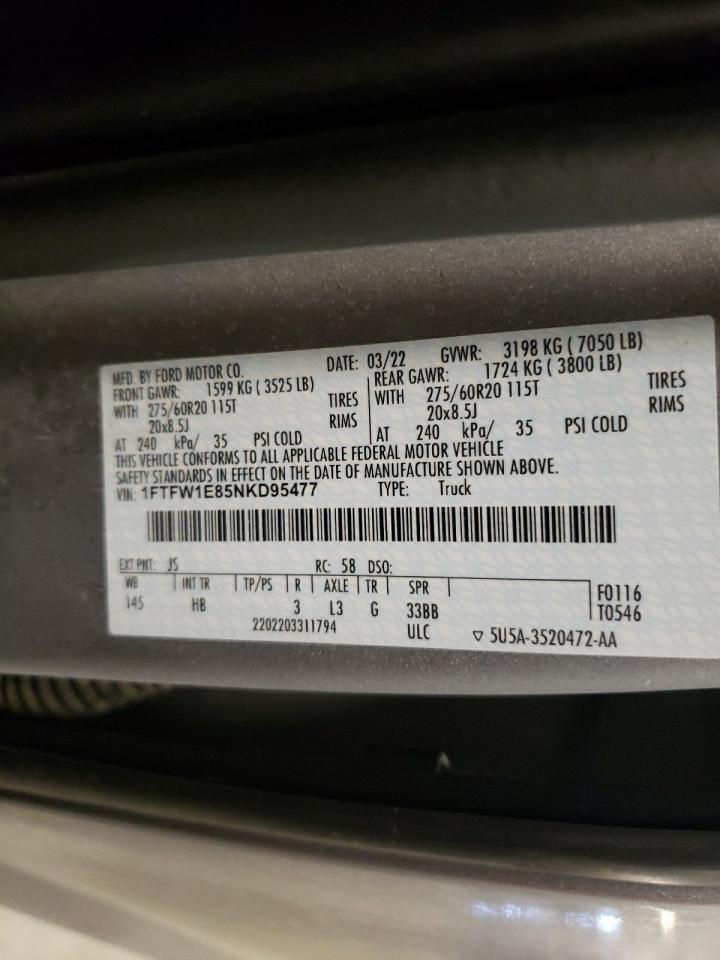 MFD. BY FORD MOTOR CO. DATE: 03/22 GVWR: 3198 KG ( 7050 LB)
FRONT GAWR: 1599 KG ( 3525 LB) REAR GAWR: 1724 KG ( 3800 LB)
WITH 275/60R20 115T TIRES WITH 275/60R20 115T TIRES
20x8.5J RIMS 20x8.5J RIMS
AT 240 kPa/ 35 PSI COLD AT 240 kPa/ 35 PSI COLD
THIS VEHICLE CONFORMS TO ALL APPLICABLE FEDERAL MOTOR VEHICLE
SAFETY STANDARDS IN EFFECT ON THE DATE OF MANUFACTURE SHOWN ABOVE.
VIN: 1FTFW1E85NKD95477 TYPE: Truck
EXT PNT: JS RC: 58 DSO:
WB INT TR TP/PS R AXLE TR SPR F0116
145 HB 3 L3 G 33BB T0546
2202203311794 ULC ▽ 5U5A-3520472-AA